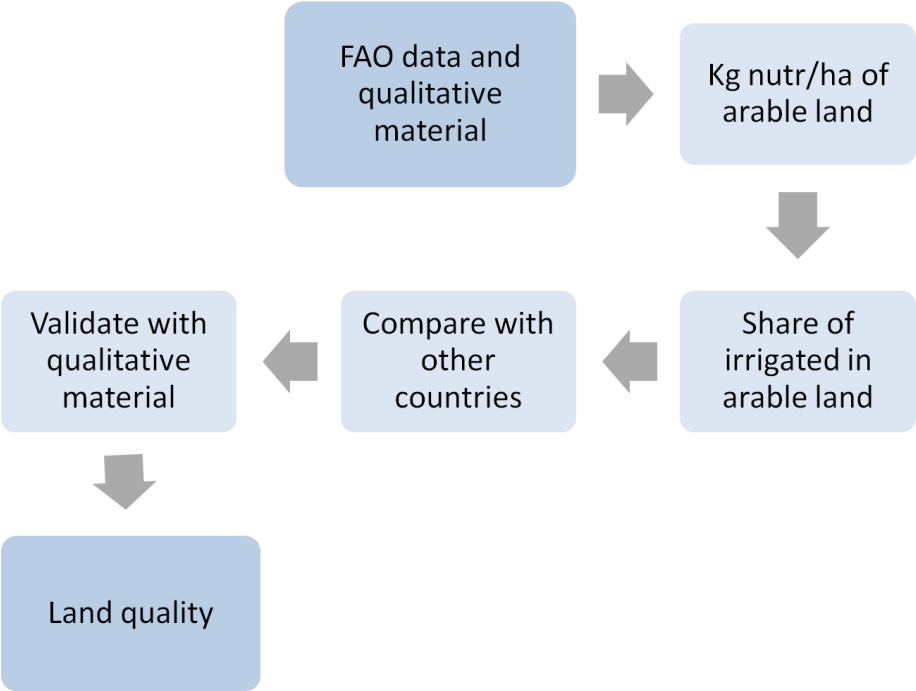 FAO data and
qualitative
material
Kg nutr/ha of
arable land
Share of
irrigated in
arable land
Compare with
other
countries
Validate with
qualitative
material
Land quality